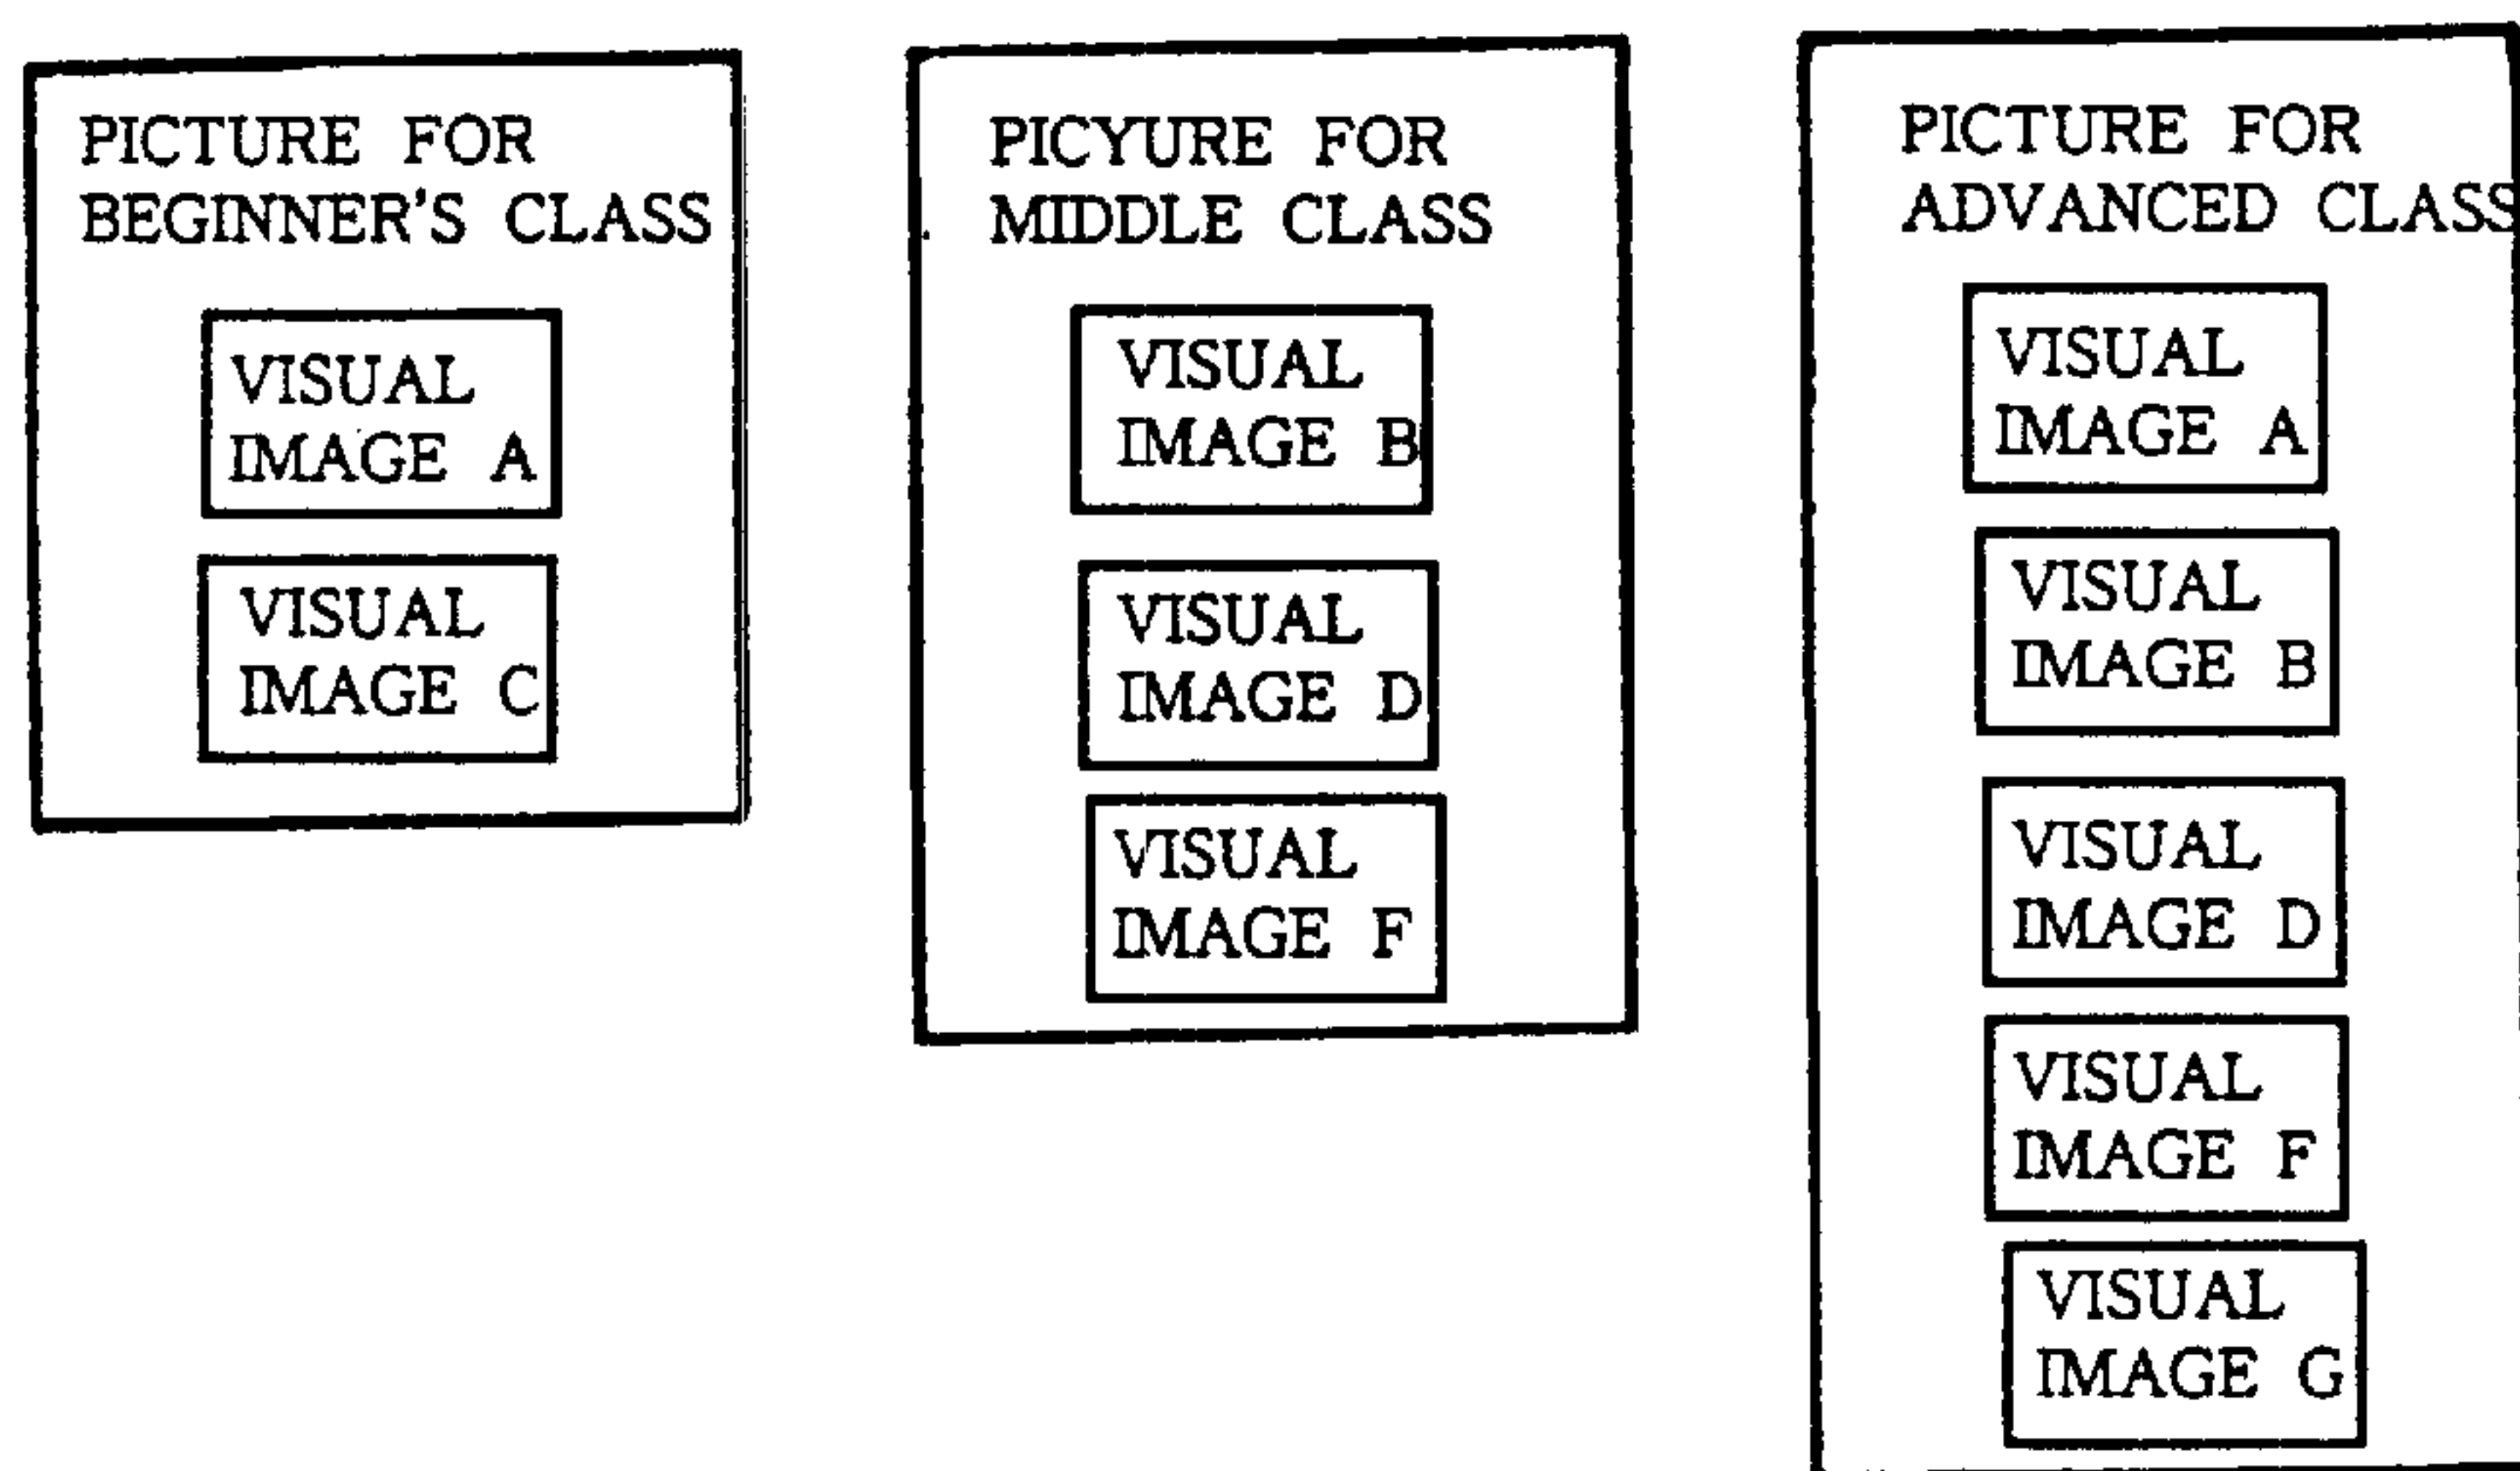 PICTURE FOR
BEGINNER'S CLASS
VISUAL
IMAGE A
VISUAL
IMAGE C
PICYURE FOR
MIDDLE CLASS
VISUAL
IMAGE B
VISUAL
IMAGE D
VISUAL
IMAGE F
PICTURE FOR
ADVANCED CLASS
VISUAL
IMAGE A
VISUAL
IMAGE B
VISUAL
IMAGE D
VISUAL
IMAGE F
VISUAL
IMAGE G